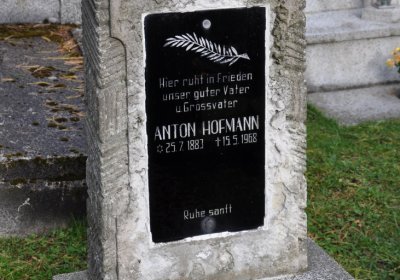 Hier ruht in Frieden
unser guter Vater
u Grossvater
ANTON HOFMANN
* 25.7.1883 † 15.5.1968
Ruhe sanft